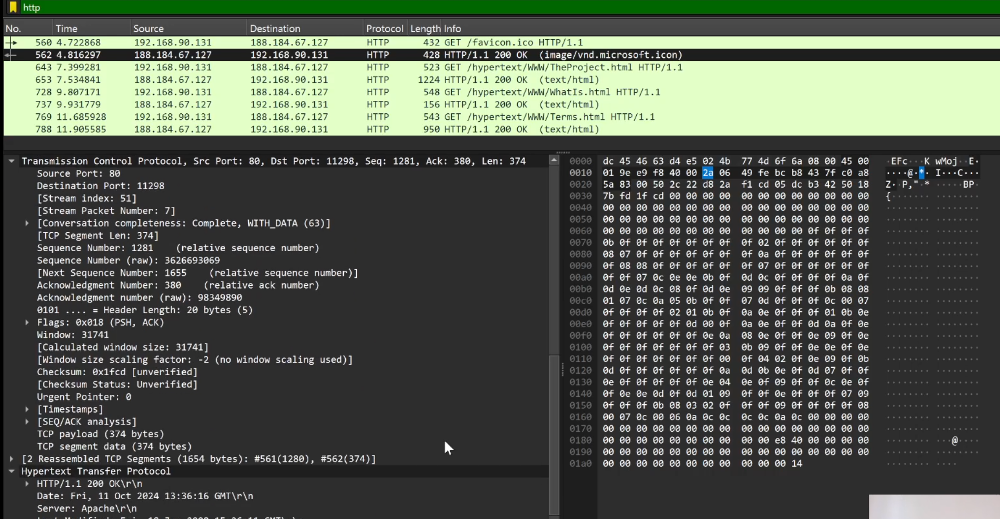 http
No. Time Source Destination Protocol Length Info
560 4.722868 192.168.90.131 188.184.67.127 HTTP 432 GET /favicon.ico HTTP/1.1
562 4.816297 188.184.67.127 192.168.90.131 HTTP 428 HTTP/1.1 200 OK (image/vnd.microsoft.icon)
643 7.399281 192.168.90.131 188.184.67.127 HTTP 523 GET /hypertext/WWW/TheProject.html HTTP/1.1
653 7.534841 188.184.67.127 192.168.90.131 HTTP 1224 HTTP/1.1 200 OK (text/html)
728 9.807171 192.168.90.131 188.184.67.127 HTTP 548 GET /hypertext/WWW/WhatIs.html HTTP/1.1
737 9.931779 188.184.67.127 192.168.90.131 HTTP 156 HTTP/1.1 200 OK (text/html)
769 11.685928 192.168.90.131 188.184.67.127 HTTP 543 GET /hypertext/WWW/Terms.html HTTP/1.1
788 11.905585 188.184.67.127 192.168.90.131 HTTP 950 HTTP/1.1 200 OK (text/html)
Transmission Control Protocol, Src Port: 80, Dst Port: 11298, Seq: 1281, Ack: 380, Len: 374
Source Port: 80
Destination Port: 11298
[Stream index: 51]
[Stream Packet Number: 7]
[Conversation completeness: Complete, WITH_DATA (63)]
[TCP Segment Len: 374]
Sequence Number: 1281 (relative sequence number)
Sequence Number (raw): 3626693069
[Next Sequence Number: 1655 (relative sequence number)]
Acknowledgment Number: 380 (relative ack number)
Acknowledgment number (raw): 98349890
0101 .... = Header Length: 20 bytes (5)
Flags: 0x018 (PSH, ACK)
Window: 31741
[Calculated window size: 31741]
[Window size scaling factor: -2 (no window scaling used)]
Checksum: 0x1fcd [unverified]
[Checksum Status: Unverified]
Urgent Pointer: 0
[Timestamps]
[SEQ/ACK analysis]
TCP payload (374 bytes)
TCP segment data (374 bytes)
[2 Reassembled TCP Segments (1654 bytes): #561(1280), #562(374)]
Hypertext Transfer Protocol
HTTP/1.1 200 OK\r\n
Date: Fri, 11 Oct 2024 13:36:16 GMT\r\n
Server: Apache\r\n
0000 dc 45 46 63 d4 e5 02 4b 77 4d 6f 6a 08 00 45 00 ·EFc···K wMoj··E·
0010 01 9e e9 f8 40 00 2a 06 49 fe bc b8 43 7f c0 a8 ····@·*· I···C···
0020 5a 83 00 50 2c 22 d8 2a f1 cd 05 dc b3 42 50 18 Z··P,"·* ·····BP·
0030 7b fd 1f cd 00 00 00 00 00 00 00 00 00 00 00 00 {······· ········
0040 00 00 00 00 00 00 00 00 00 00 00 00 00 00 00 00 ········ ········
0050 00 00 00 00 00 00 00 00 00 00 00 00 00 00 00 00 ········ ········
0060 00 00 00 00 00 00 00 00 00 00 00 00 0f 0f 0f 0f ········ ········
0070 0b 0f 0f 0f 0f 0f 0f 0f 0f 02 0f 0f 0f 0f 0f 0f ········ ········
0080 08 07 0f 0f 0f 0f 0f 0f 0f 0a 0f 0f 0f 0f 0f 0f ········ ········
0090 0f 08 08 0f 0f 0f 0f 0f 0f 07 0f 0f 0f 0f 0f 0f ········ ········
00a0 0f 0f 07 0c 0e 0e 0b 0f 0d 0c 0f 0f 0f 0f 0a 0f ········ ········
00b0 0d 0e 0d 0c 08 0f 0d 0e 09 09 0f 0f 0f 0b 08 08 ········ ········
00c0 01 07 0c 0a 05 0b 0f 0f 07 0d 0f 0f 0f 0c 00 07 ········ ········
00d0 0f 0f 0f 0f 02 01 0b 0f 0a 0e 0f 0f 0f 01 0b 0e ········ ········
00e0 0f 0f 0f 0f 0f 0d 00 0f 0a 0e 0f 0f 0d 0a 0f 0e ········ ········
00f0 0f 0f 0f 0f 0f 0f 0e 0a 08 0e 0f 0f 0e 09 0f 0e ········ ········
0100 0f 0f 0f 0f 0f 0f 0f 03 0b 09 0f 0f 0e 0e 0f 0e ········ ········
0110 0f 0f 0f 0f 0f 0f 0f 00 0f 04 02 0f 0e 09 0f 0b ········ ········
0120 0d 0f 0f 0f 0f 0f 0f 0a 0d 0b 0e 0f 0d 07 0f 0f ········ ········
0130 0e 0f 0f 0f 0f 0f 0e 04 0e 0f 09 0f 0f 0c 0e 0f ········ ········
0140 0f 0e 0e 0d 0f 0d 01 09 0f 0f 0e 0f 0f 0f 07 09 ········ ········
0150 0f 0f 0f 0b 08 03 02 0f 0f 0f 09 0f 0f 0f 0f 08 ········ ········
0160 00 07 0c 00 06 0a 0c 0c 0c 0c 0a 0c 00 00 00 00 ········ ········
0170 00 00 00 00 00 00 00 00 00 00 00 00 00 00 00 00 ········ ········
0180 00 00 00 00 00 00 00 00 00 00 e8 40 00 00 00 00 ········ ···@····
0190 00 00 00 00 00 00 00 00 00 00 00 00 00 00 00 00 ········ ········
01a0 00 00 00 00 00 00 00 00 00 00 00 14 ········ ····